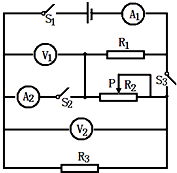 S₁ A₁
V₁ R₁
S₃
P R₂
A₂ S₂
V₂
R₃